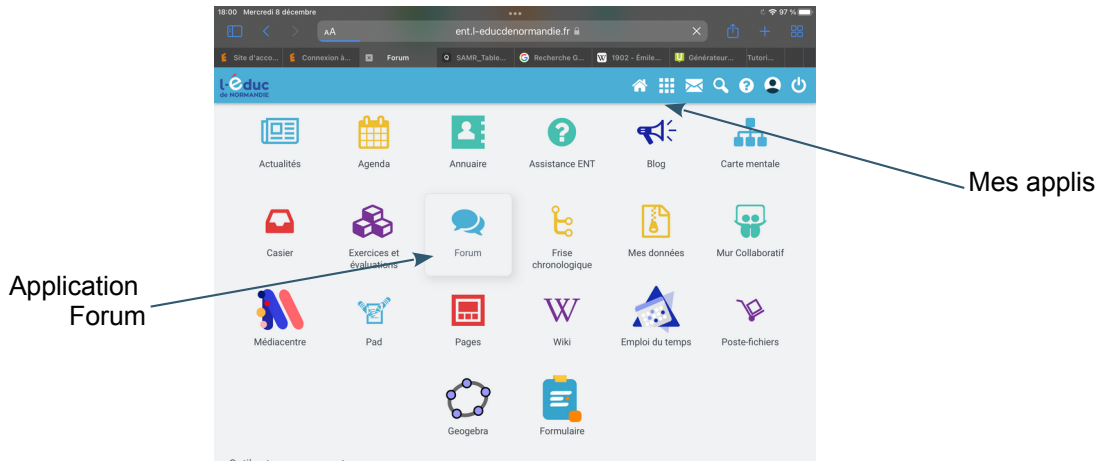 18:00 Mercredi 8 décembre
97 %
AA
ent.l-educdenormandie.fr
Site d'acco...
Connexion à...
Forum
SAMR_Table...
Recherche G...
1902 - Émile...
Générateur...
Tutori...
l-éduc
de NORMANDIE
Actualités
Agenda
Annuaire
Assistance ENT
Blog
Carte mentale
Mes applis
Casier
Exercices et
évaluations
Forum
Frise
chronologique
Mes données
Mur Collaboratif
Application
Forum
Médiacentre
Pad
Pages
Wiki
Emploi du temps
Poste-fichiers
Geogebra
Formulaire